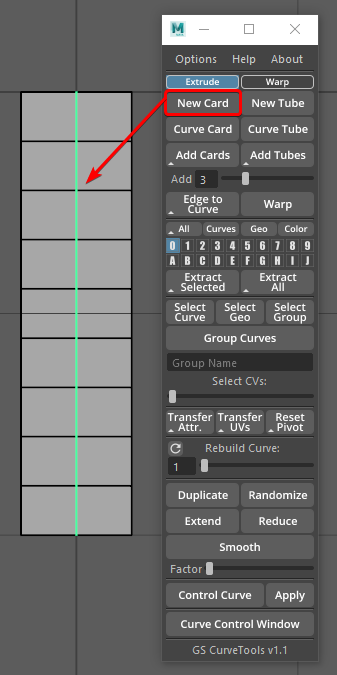 M
Options Help About
Extrude Warp
New Card New Tube
Curve Card Curve Tube
Add Cards Add Tubes
Add 3
Edge to Curve Warp
All Curves Geo Color
0 1 2 3 4 5 6 7 8 9
A B C D E F G H I J
Extract Selected Extract All
Select Curve Select Geo Select Group
Group Curves
Group Name
Select CVs:
Transfer Attr. Transfer UVs Reset Pivot
Rebuild Curve:
1
Duplicate Randomize
Extend Reduce
Smooth
Factor
Control Curve Apply
Curve Control Window
GS CurveTools v1.1